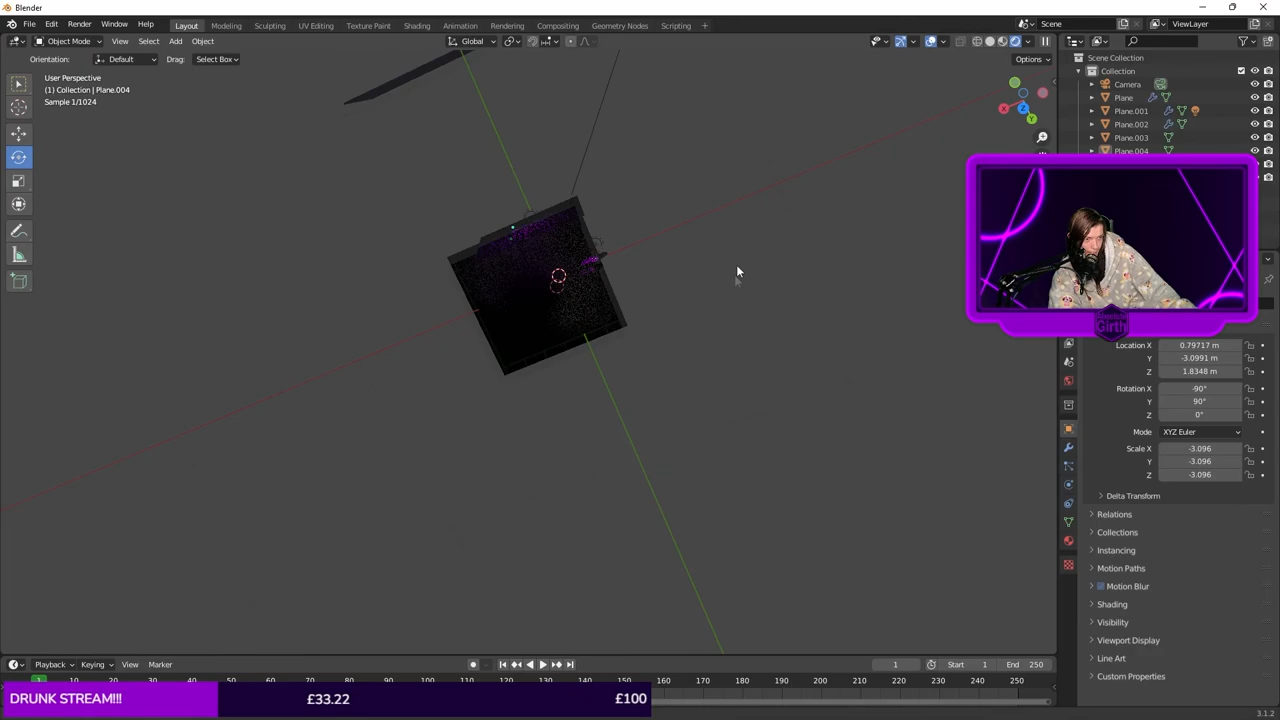 Blender
File Edit Render Window Help Layout Modeling Sculpting UV Editing Texture Paint Shading Animation Rendering Compositing Geometry Nodes Scripting + Scene ViewLayer
Object Mode View Select Add Object Global
Orientation: Default Drag: Select Box Options
User Perspective
(1) Collection | Plane.004
Sample 1/1024
X
Z
Y
Scene Collection
Collection
Camera
Plane
Plane.001
Plane.002
Plane.003
Plane.004
Girth
Location X 0.79717 m
Y -3.0991 m
Z 1.8348 m
Rotation X -90°
Y 90°
Z 0°
Mode XYZ Euler
Scale X -3.096
Y -3.096
Z -3.096
Delta Transform
Relations
Collections
Instancing
Motion Paths
Motion Blur
Shading
Visibility
Viewport Display
Line Art
Custom Properties
Playback Keying View Marker 1 Start 1 End 250
1 10 20 30 40 50 60 70 80 90 100 110 120 130 140 150 160 170 180 190 200 210 220 230 240 250
DRUNK STREAM!!! £33.22 £100
3.1.2